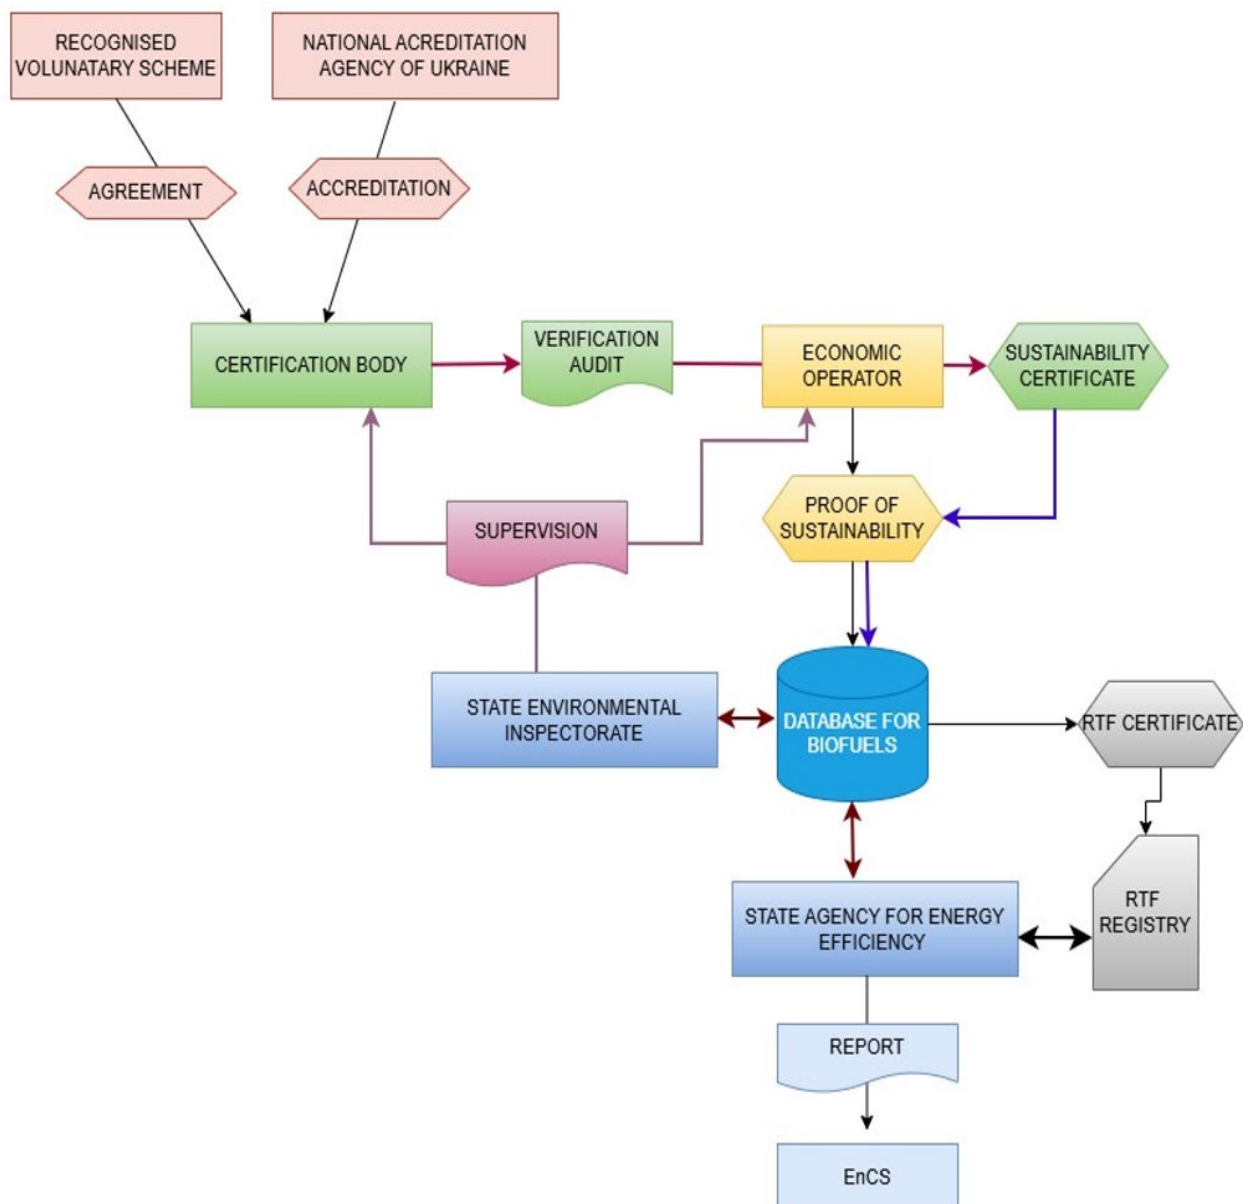 RECOGNISED
VOLUNATARY SCHEME
NATIONAL ACREDITATION
AGENCY OF UKRAINE
AGREEMENT
ACCREDITATION
CERTIFICATION BODY
VERIFICATION
AUDIT
ECONOMIC
OPERATOR
SUSTAINABILITY
CERTIFICATE
SUPERVISION
PROOF OF
SUSTAINABILITY
STATE ENVIRONMENTAL
INSPECTORATE
DATABASE FOR
BIOFUELS
RTF CERTIFICATE
STATE AGENCY FOR ENERGY
EFFICIENCY
RTF
REGISTRY
REPORT
EnCS